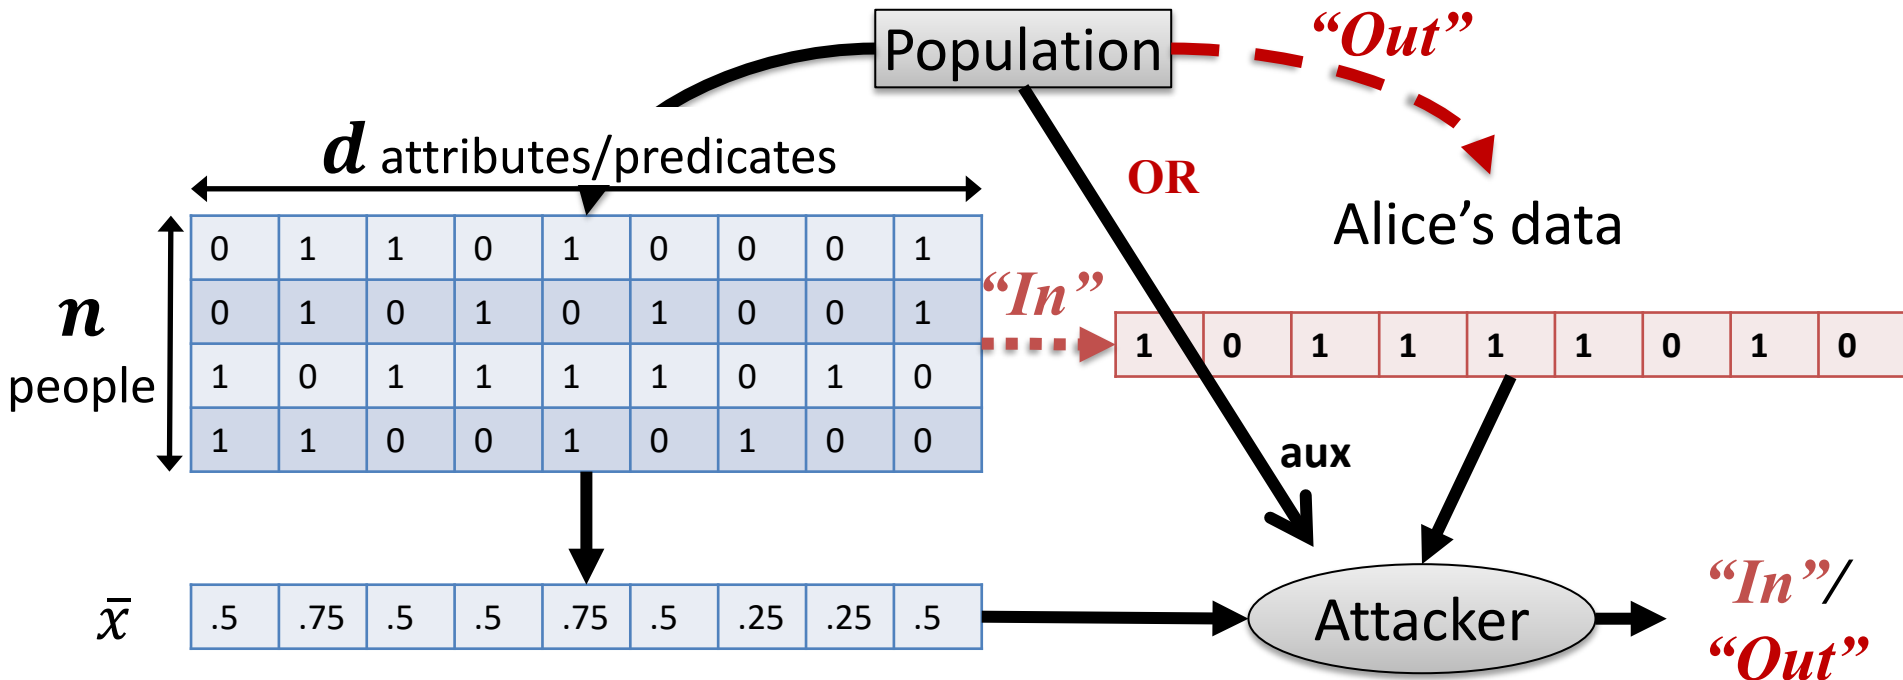 Population
“Out”
d attributes/predicates
OR
Alice’s data
n
people
0 1 1 0 1 0 0 0 1
0 1 0 1 0 1 0 0 1
1 0 1 1 1 1 0 1 0
1 1 0 0 1 0 1 0 0
“In”
1 0 1 1 1 1 0 1 0
aux
x̄
.5 .75 .5 .5 .75 .5 .25 .25 .5
Attacker
“In”/
“Out”